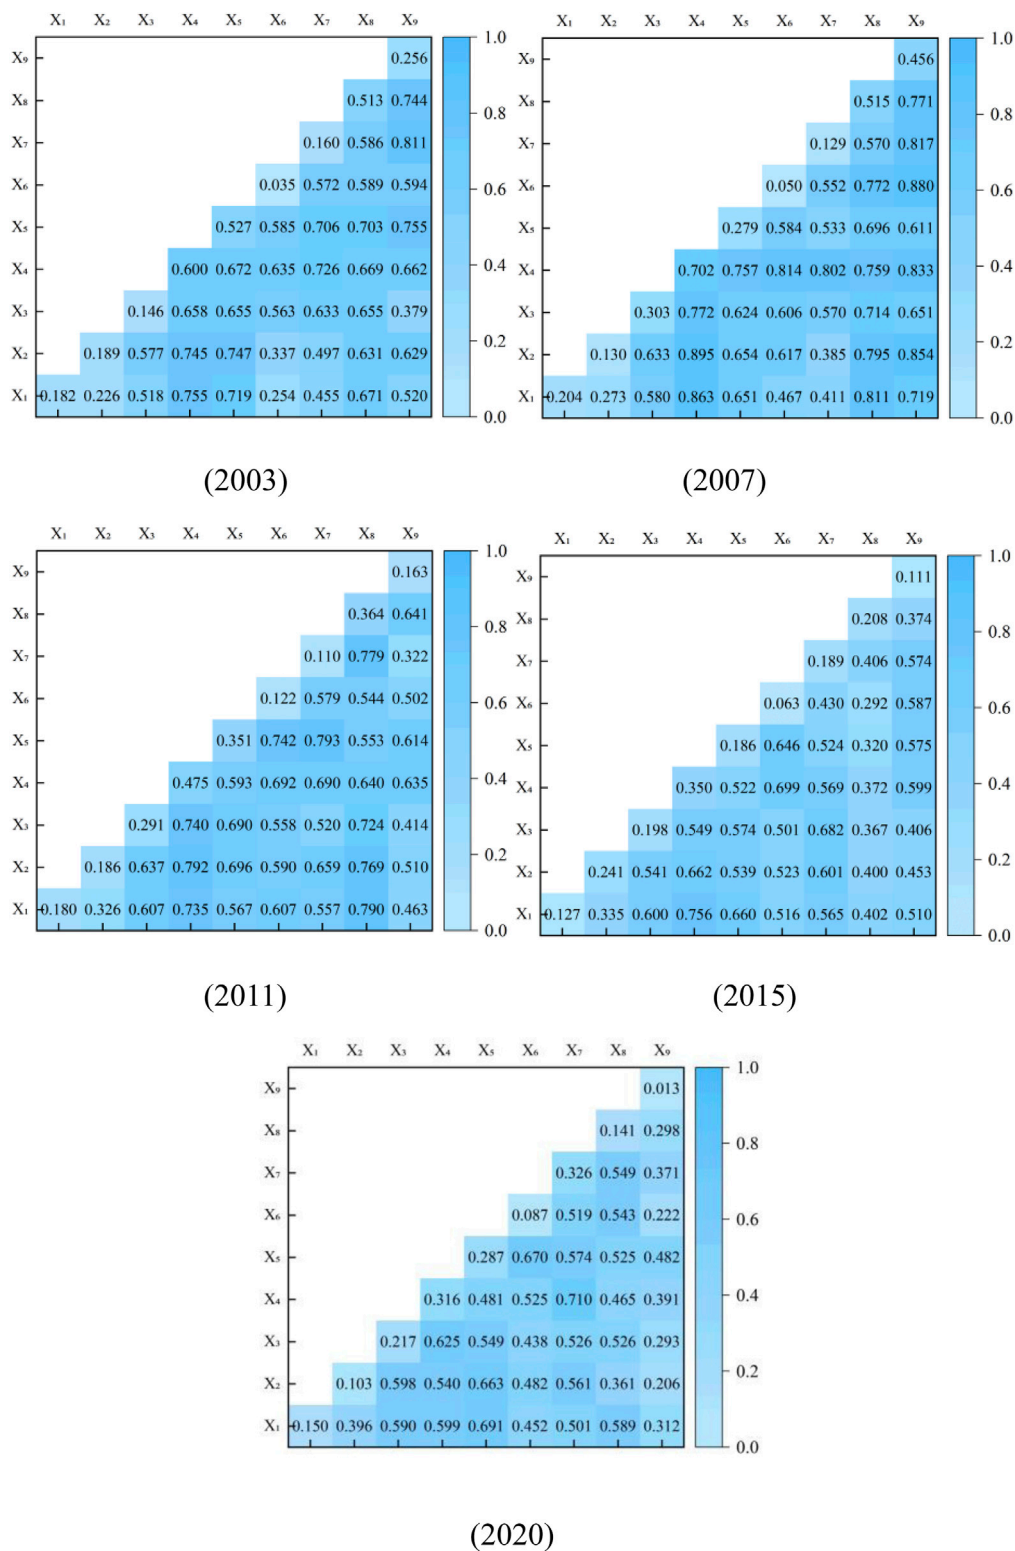 X₁ X₂ X₃ X₄ X₅ X₆ X₇ X₈ X₉
X₉ 0.256
X₈ 0.513 0.744
X₇ 0.160 0.586 0.811
X₆ 0.035 0.572 0.589 0.594
X₅ 0.527 0.585 0.706 0.703 0.755
X₄ 0.600 0.672 0.635 0.726 0.669 0.662
X₃ 0.146 0.658 0.655 0.563 0.633 0.655 0.379
X₂ 0.189 0.577 0.745 0.747 0.337 0.497 0.631 0.629
X₁ 0.182 0.226 0.518 0.755 0.719 0.254 0.455 0.671 0.520
1.0
0.8
0.6
0.4
0.2
0.0
(2003)
X₁ X₂ X₃ X₄ X₅ X₆ X₇ X₈ X₉
X₉ 0.456
X₈ 0.515 0.771
X₇ 0.129 0.570 0.817
X₆ 0.050 0.552 0.772 0.880
X₅ 0.279 0.584 0.533 0.696 0.611
X₄ 0.702 0.757 0.814 0.802 0.759 0.833
X₃ 0.303 0.772 0.624 0.606 0.570 0.714 0.651
X₂ 0.130 0.633 0.895 0.654 0.617 0.385 0.795 0.854
X₁ 0.204 0.273 0.580 0.863 0.651 0.467 0.411 0.811 0.719
1.0
0.8
0.6
0.4
0.2
0.0
(2007)
X₁ X₂ X₃ X₄ X₅ X₆ X₇ X₈ X₉
X₉ 0.163
X₈ 0.364 0.641
X₇ 0.110 0.779 0.322
X₆ 0.122 0.579 0.544 0.502
X₅ 0.351 0.742 0.793 0.553 0.614
X₄ 0.475 0.593 0.692 0.690 0.640 0.635
X₃ 0.291 0.740 0.690 0.558 0.520 0.724 0.414
X₂ 0.186 0.637 0.792 0.696 0.590 0.659 0.769 0.510
X₁ 0.180 0.326 0.607 0.735 0.567 0.607 0.557 0.790 0.463
1.0
0.8
0.6
0.4
0.2
0.0
(2011)
X₁ X₂ X₃ X₄ X₅ X₆ X₇ X₈ X₉
X₉ 0.111
X₈ 0.208 0.374
X₇ 0.189 0.406 0.574
X₆ 0.063 0.430 0.292 0.587
X₅ 0.186 0.646 0.524 0.320 0.575
X₄ 0.350 0.522 0.699 0.569 0.372 0.599
X₃ 0.198 0.549 0.574 0.501 0.682 0.367 0.406
X₂ 0.241 0.541 0.662 0.539 0.523 0.601 0.400 0.453
X₁ 0.127 0.335 0.600 0.756 0.660 0.516 0.565 0.402 0.510
1.0
0.8
0.6
0.4
0.2
0.0
(2015)
X₁ X₂ X₃ X₄ X₅ X₆ X₇ X₈ X₉
X₉ 0.013
X₈ 0.141 0.298
X₇ 0.326 0.549 0.371
X₆ 0.087 0.519 0.543 0.222
X₅ 0.287 0.670 0.574 0.525 0.482
X₄ 0.316 0.481 0.525 0.710 0.465 0.391
X₃ 0.217 0.625 0.549 0.438 0.526 0.526 0.293
X₂ 0.103 0.598 0.540 0.663 0.482 0.561 0.361 0.206
X₁ 0.150 0.396 0.590 0.599 0.691 0.452 0.501 0.589 0.312
1.0
0.8
0.6
0.4
0.2
0.0
(2020)